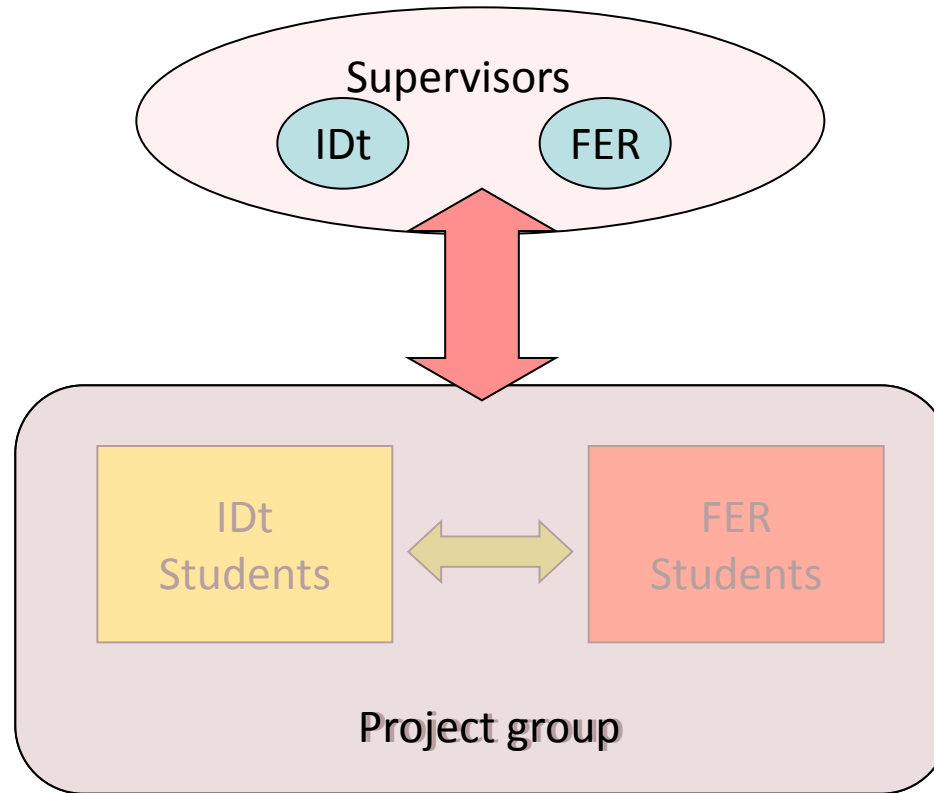 Supervisors
IDt
FER
IDt
Students
FER
Students
Project group